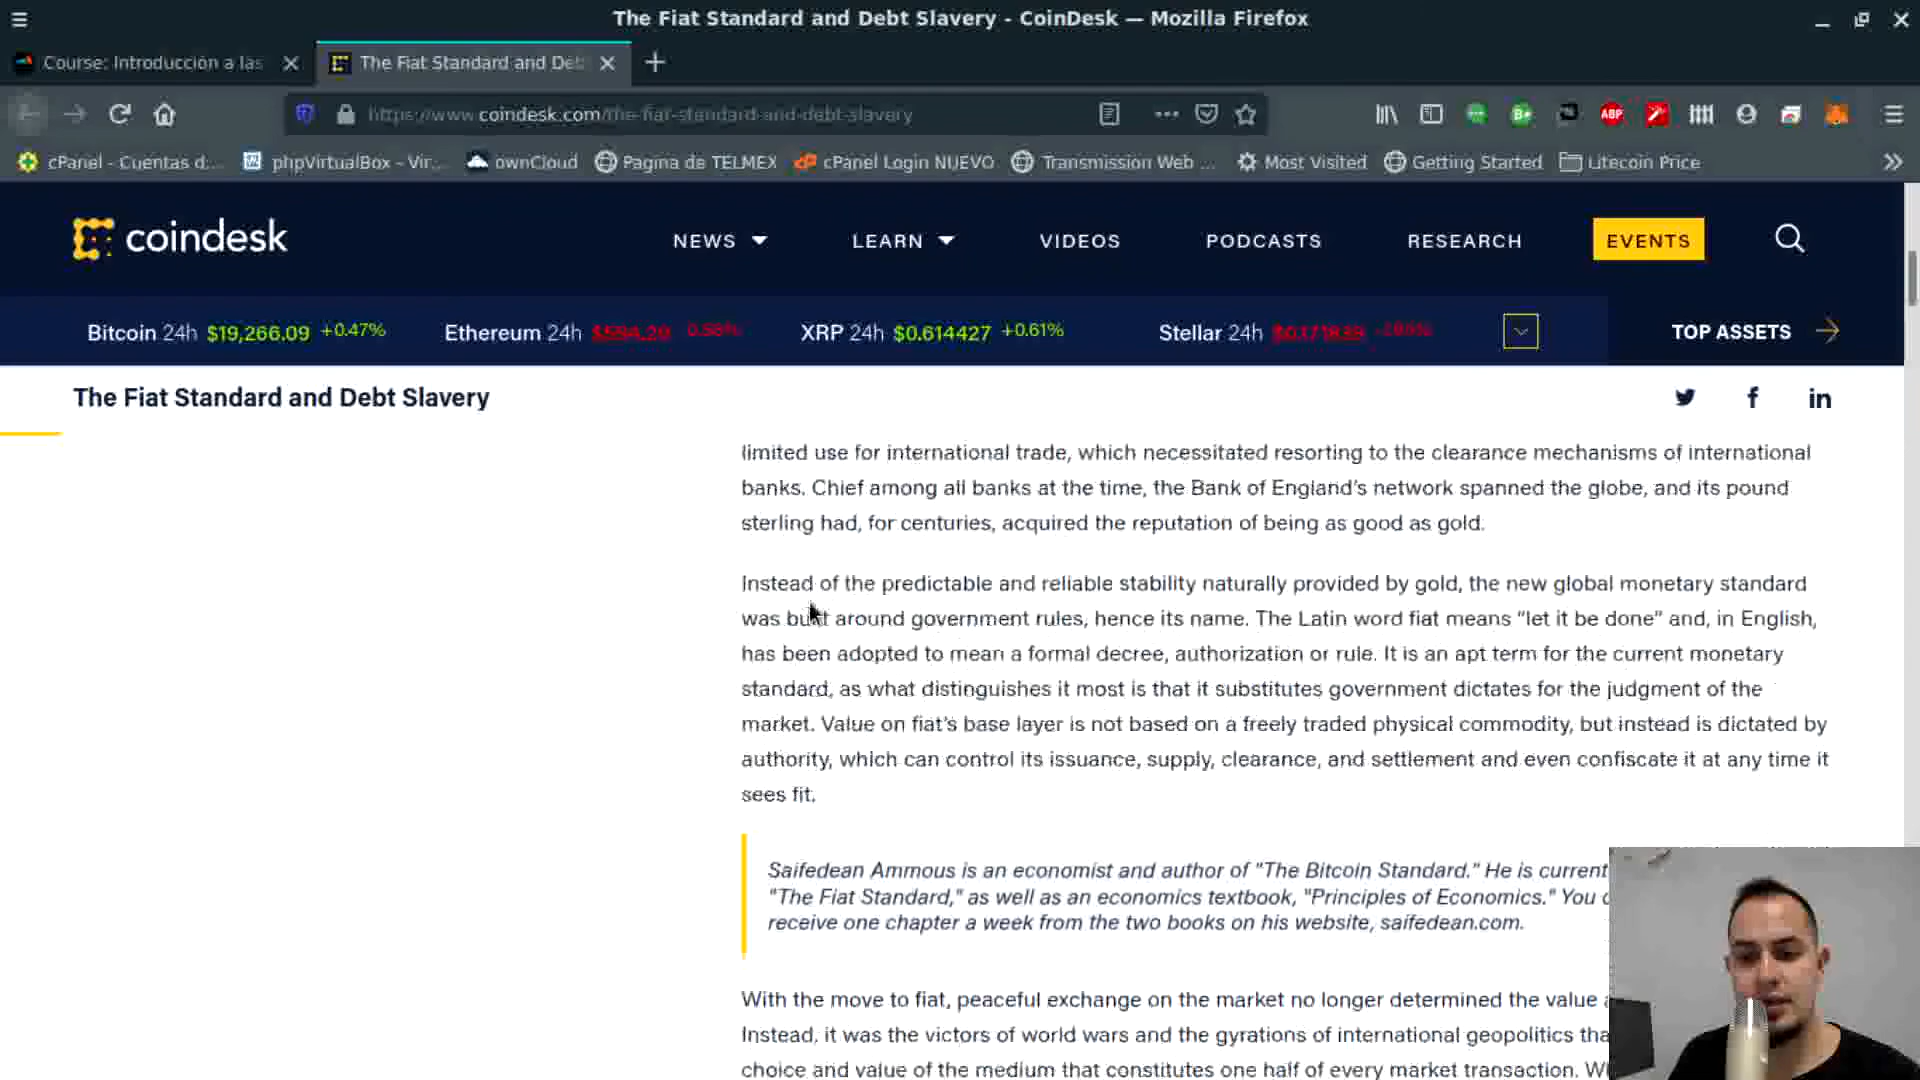 The Fiat Standard and Debt Slavery - CoinDesk — Mozilla Firefox
Course: Introducción a las
The Fiat Standard and Deb
https://www.coindesk.com/the-fiat-standard-and-debt-slavery
ABP
cPanel - Cuentas d...
phpVirtualBox - Vir...
ownCloud
Pagina de TELMEX
cPanel Login NUEVO
Transmission Web ...
Most Visited
Getting Started
Litecoin Price
coindesk
NEWS
LEARN
VIDEOS
PODCASTS
RESEARCH
EVENTS
Bitcoin 24h $19,266.09 +0.47%
Ethereum 24h
XRP 24h $0.614427 +0.61%
Stellar 24h
TOP ASSETS
The Fiat Standard and Debt Slavery
limited use for international trade, which necessitated resorting to the clearance mechanisms of international
banks. Chief among all banks at the time, the Bank of England's network spanned the globe, and its pound
sterling had, for centuries, acquired the reputation of being as good as gold.
Instead of the predictable and reliable stability naturally provided by gold, the new global monetary standard
was built around government rules, hence its name. The Latin word fiat means “let it be done” and, in English,
has been adopted to mean a formal decree, authorization or rule. It is an apt term for the current monetary
standard, as what distinguishes it most is that it substitutes government dictates for the judgment of the
market. Value on fiat's base layer is not based on a freely traded physical commodity, but instead is dictated by
authority, which can control its issuance, supply, clearance, and settlement and even confiscate it at any time it
sees fit.
Saifedean Ammous is an economist and author of "The Bitcoin Standard." He is current
"The Fiat Standard," as well as an economics textbook, "Principles of Economics." You
receive one chapter a week from the two books on his website, saifedean.com.
With the move to fiat, peaceful exchange on the market no longer determined the value
Instead, it was the victors of world wars and the gyrations of international geopolitics tha
choice and value of the medium that constitutes one half of every market transaction. W